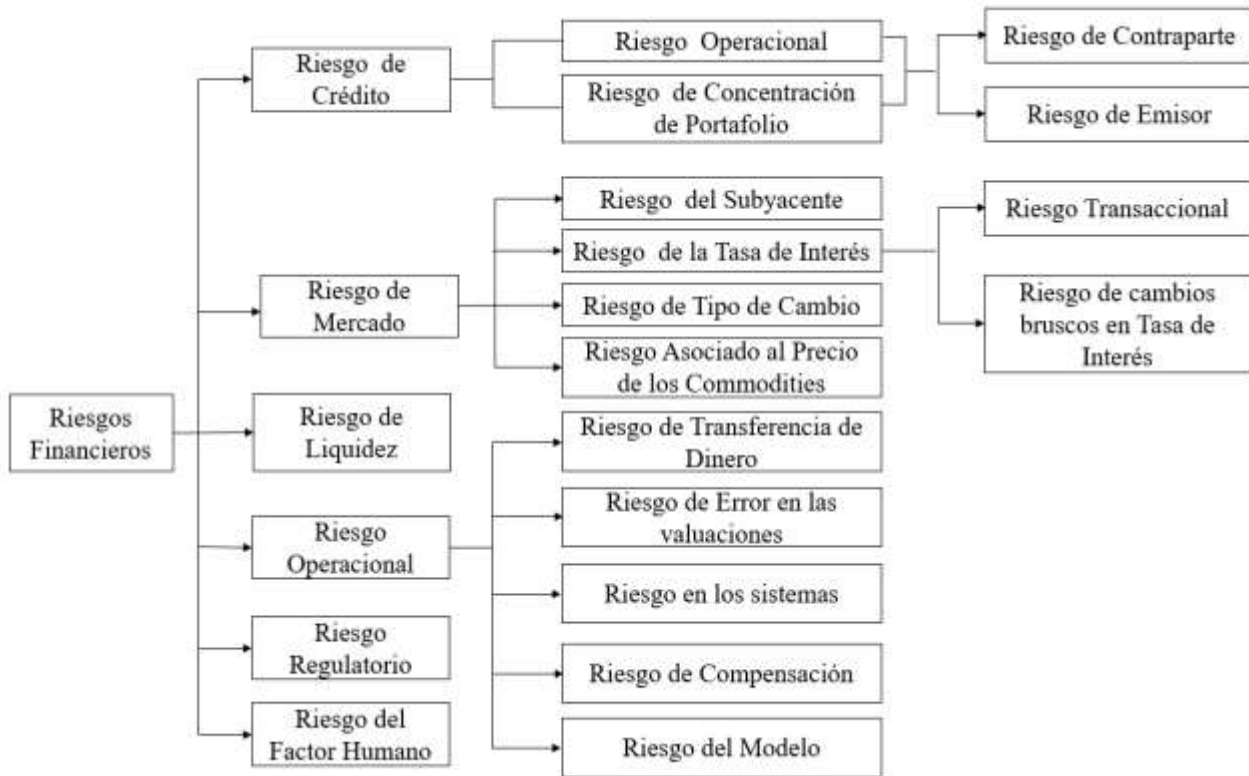 Riesgos
Financieros
Riesgo de
Crédito
Riesgo de
Mercado
Riesgo de
Liquidez
Riesgo
Operacional
Riesgo
Regulatorio
Riesgo del
Factor Humano
Riesgo Operacional
Riesgo de Concentración
de Portafolio
Riesgo del Subyacente
Riesgo de la Tasa de Interés
Riesgo de Tipo de Cambio
Riesgo Asociado al Precio
de los Commodities
Riesgo de Transferencia de
Dinero
Riesgo de Error en las
valuaciones
Riesgo en los sistemas
Riesgo de Compensación
Riesgo del Modelo
Riesgo de Contraparte
Riesgo de Emisor
Riesgo Transaccional
Riesgo de cambios
bruscos en Tasa de
Interés